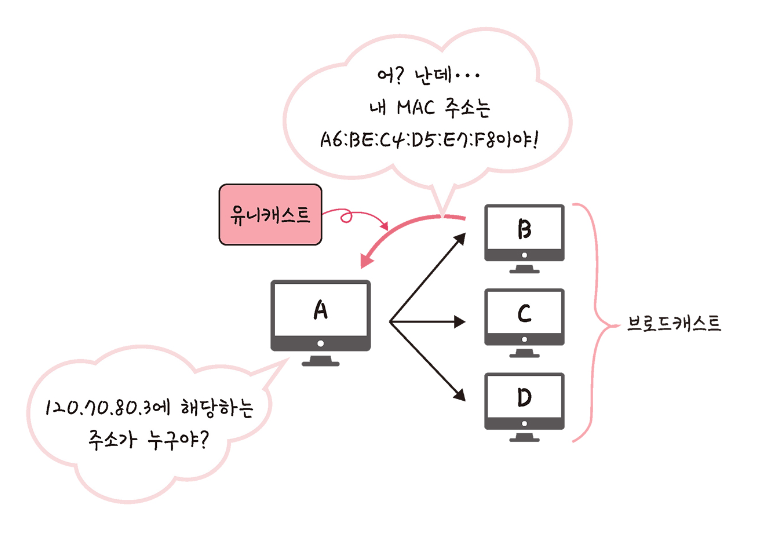 어? 난데···
내 MAC 주소는
A6:BE:C4:D5:E7:F8이야!
유니캐스트
B
A
C
브로드캐스트
D
120.70.80.3에 해당하는
주소가 누구야?